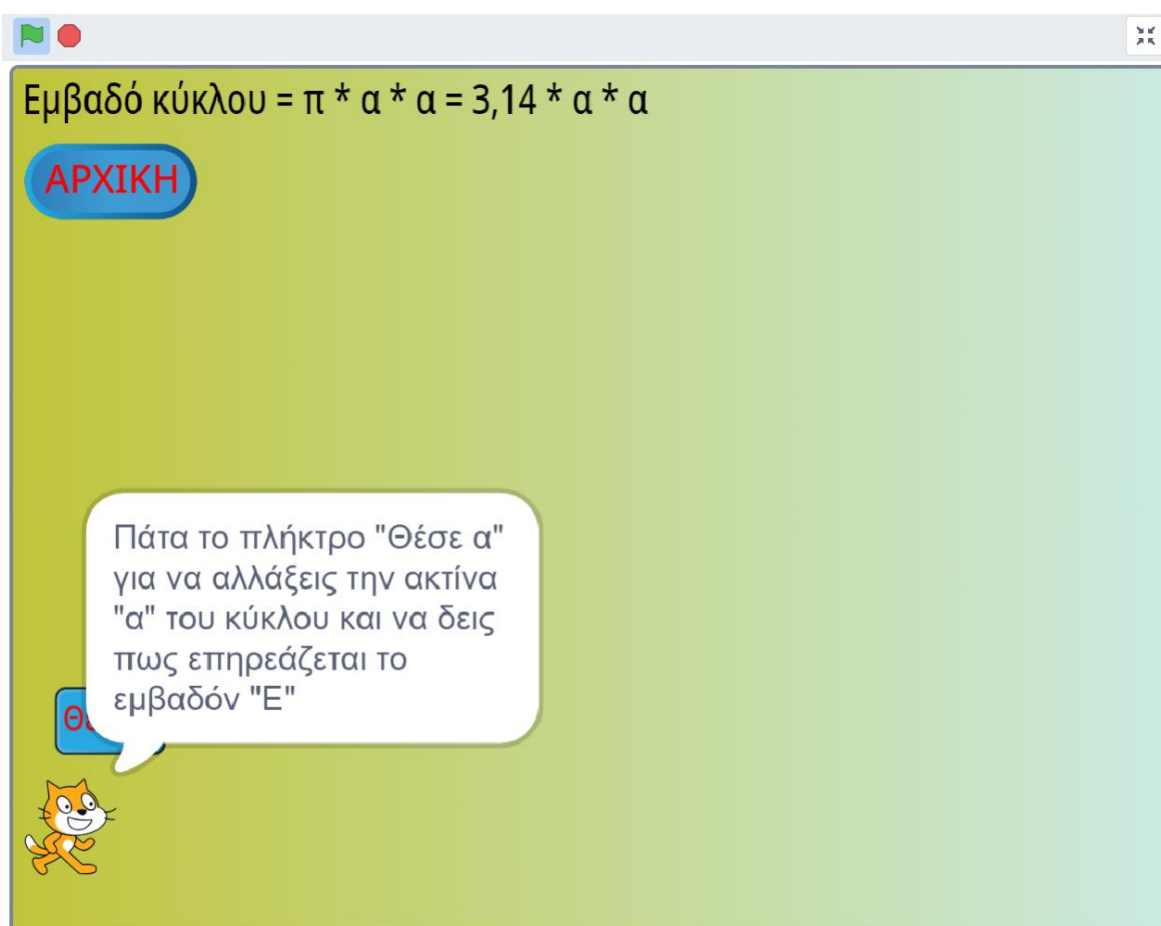 Εμβαδό κύκλου = π * α * α = 3,14 * α * α
ΑΡΧΙΚΗ
Πάτα το πλήκτρο "Θέσε α"
για να αλλάξεις την ακτίνα
"α" του κύκλου και να δεις
πως επηρεάζεται το
εμβαδόν "Ε"